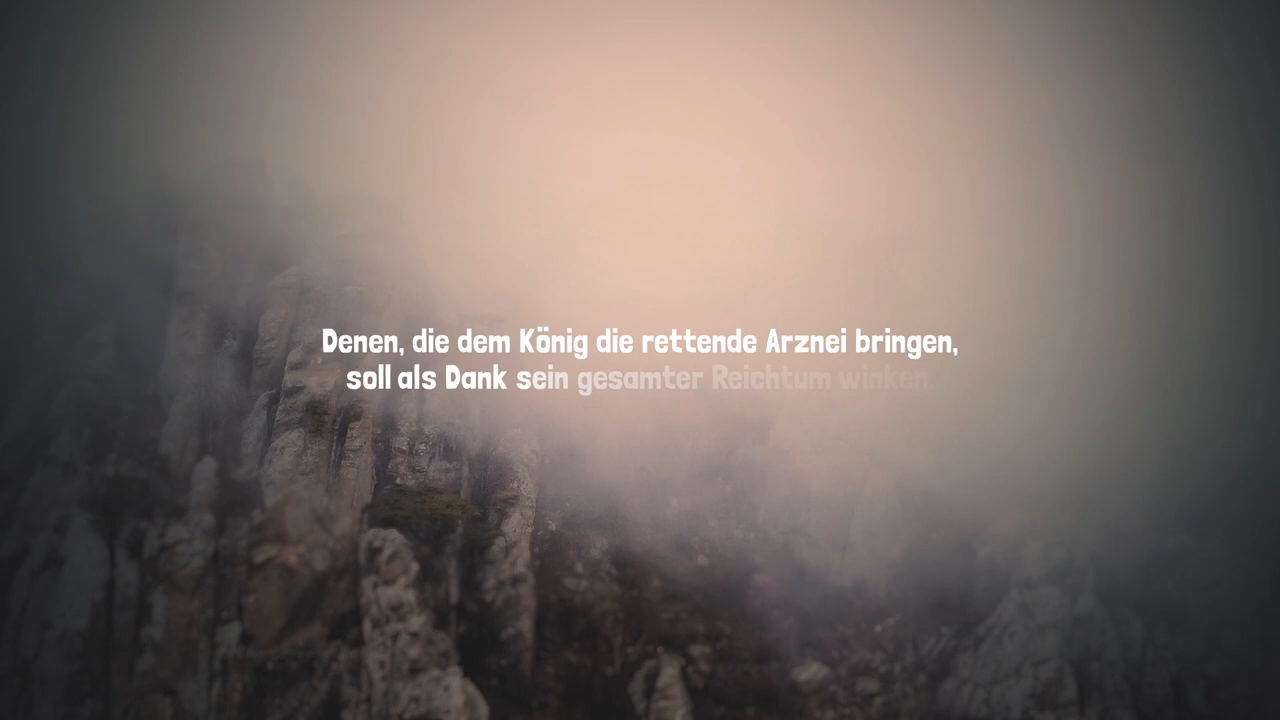 Denen, die dem König die rettende Arznei bringen,
soll als Dank sein gesamter Reichtum winken.